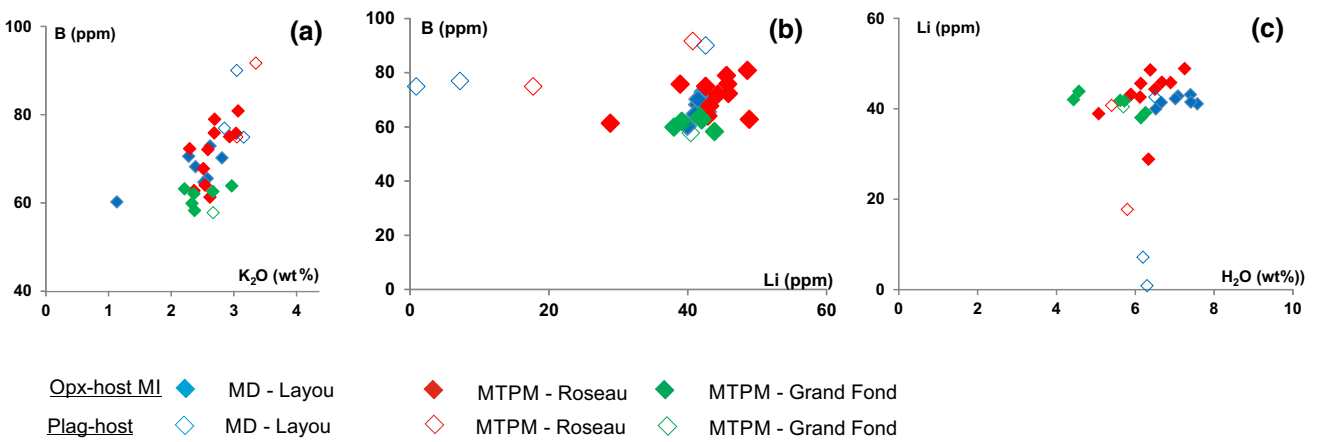 (a)
B (ppm)
100
80
60
40
0
1
2
3
4
K₂O (wt%)
(b)
B (ppm)
100
80
60
40
20
0
0
20
40
60
Li (ppm)
(c)
Li (ppm)
60
40
20
0
0
2
4
6
8
10
H₂O (wt%))
Opx-host MI MD - Layou MTPM - Roseau MTPM - Grand Fond
Plag-host MD - Layou MTPM - Roseau MTPM - Grand Fond